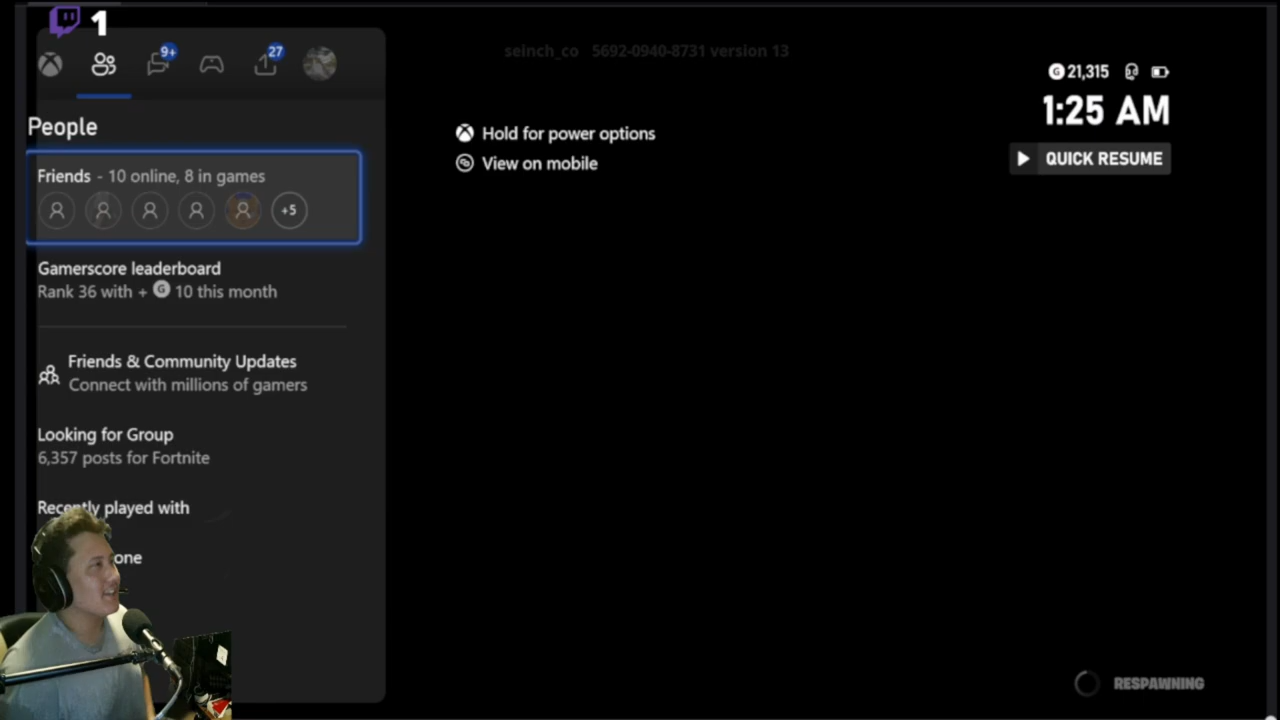 1
9+
27
seinch_co 5692-0940-8731 version 13
21,315
1:25 AM
QUICK RESUME
Hold for power options
View on mobile
People
Friends - 10 online, 8 in games
+5
Gamerscore leaderboard
Rank 36 with + G 10 this month
Friends & Community Updates
Connect with millions of gamers
Looking for Group
6,357 posts for Fortnite
Recently played with
one
RESPAWNING